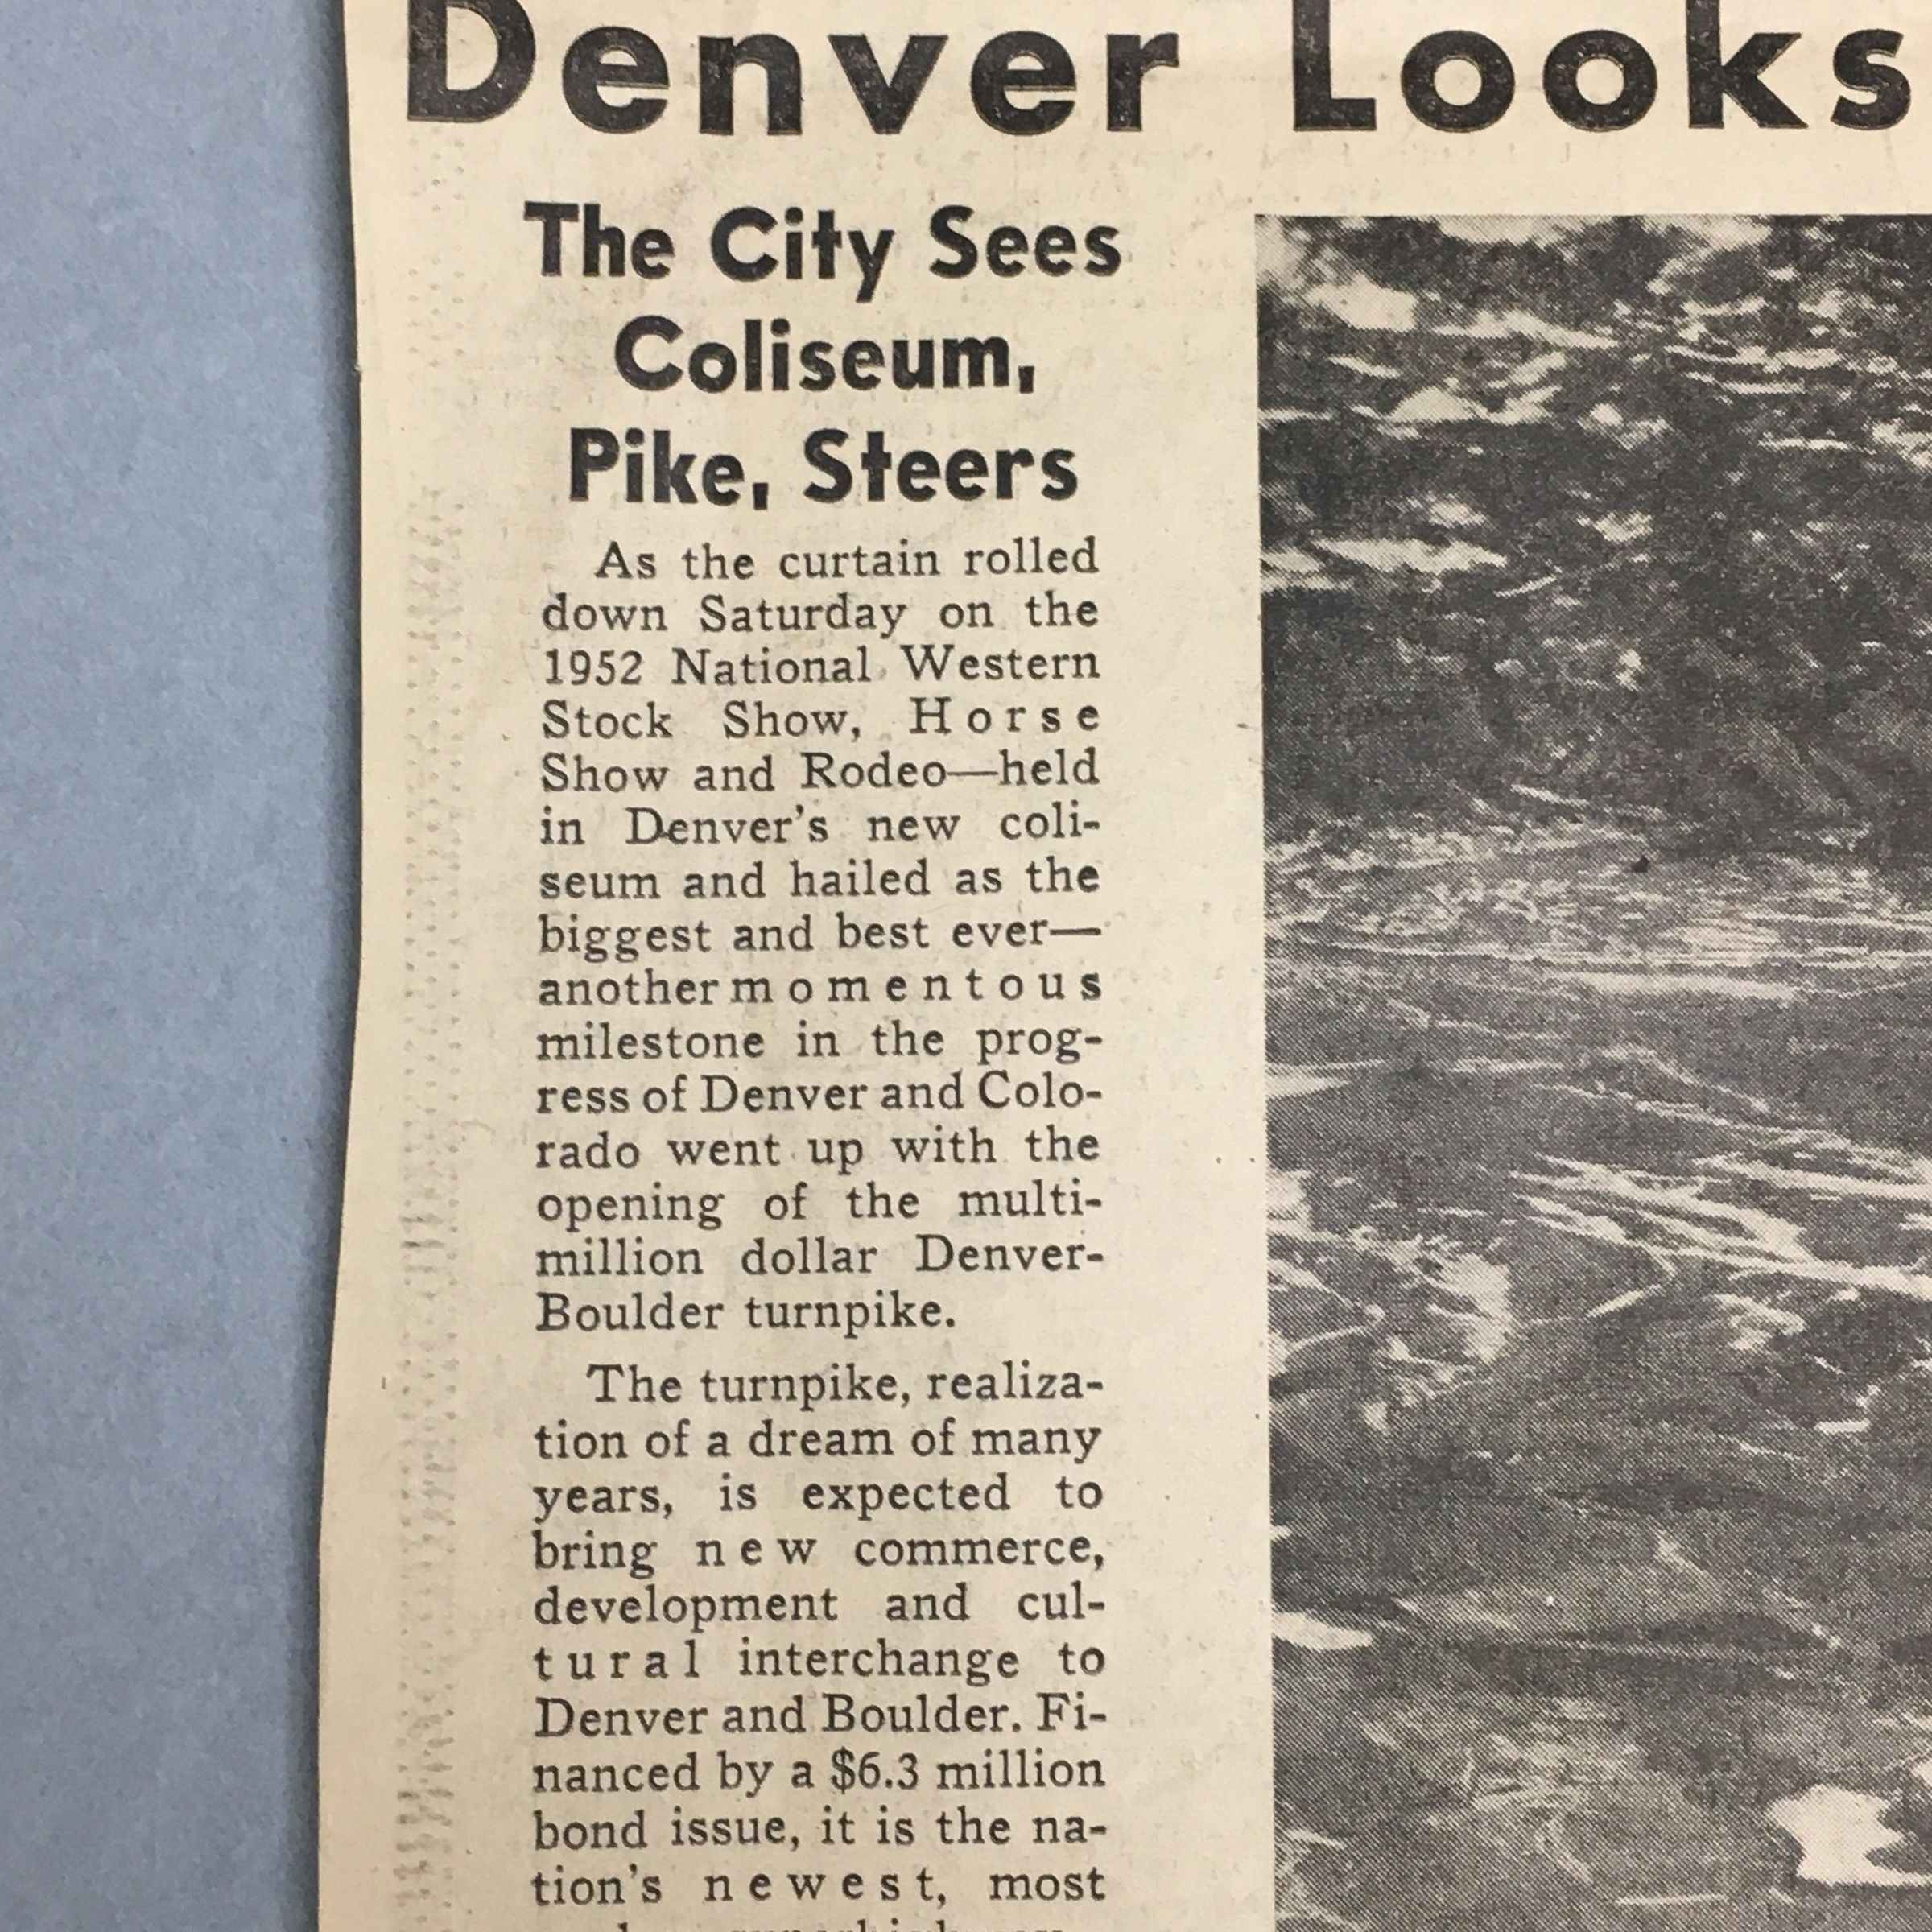 Denver Looks
The City Sees
Coliseum,
Pike, Steers
As the curtain rolled
down Saturday on the
1952 National Western
Stock Show, Horse
Show and Rodeo—held
in Denver's new coli-
seum and hailed as the
biggest and best ever—
another momentous
milestone in the prog-
ress of Denver and Colo-
rado went up with the
opening of the multi-
million dollar Denver-
Boulder turnpike.
The turnpike, realiza-
tion of a dream of many
years, is expected to
bring new commerce,
development and cul-
tural interchange to
Denver and Boulder. Fi-
nanced by a $6.3 million
bond issue, it is the na-
tion's newest, most